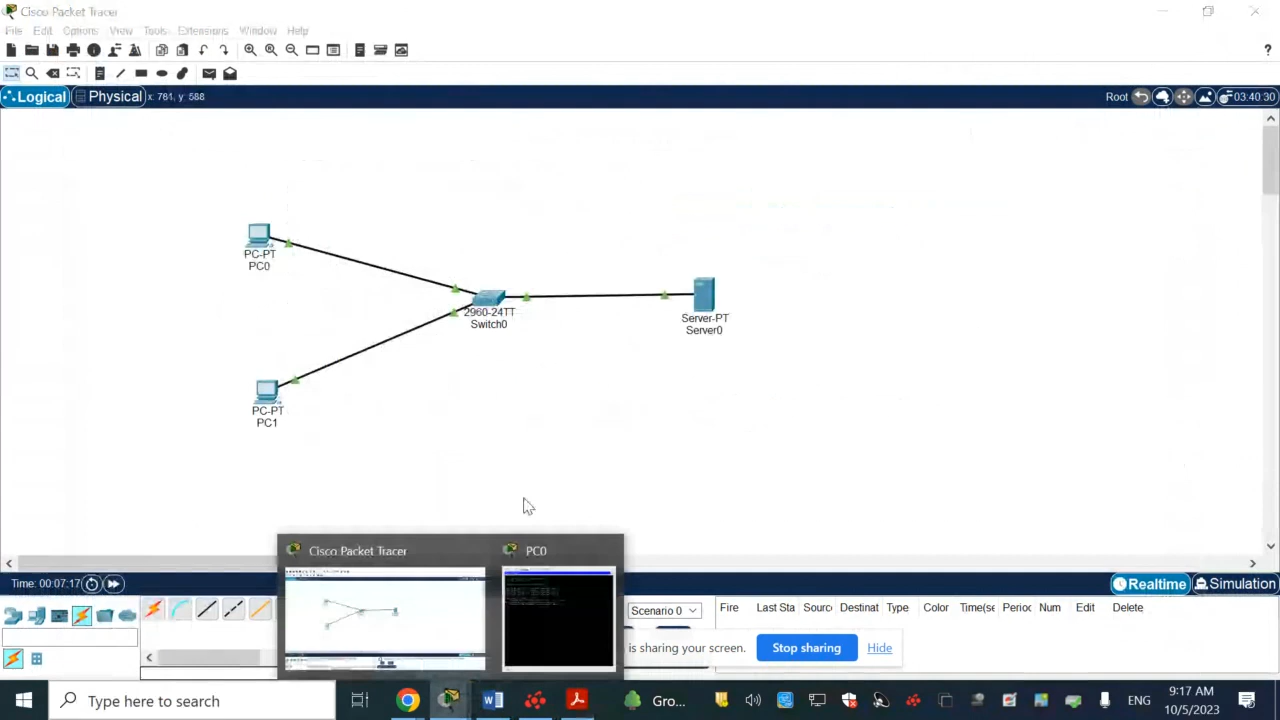 Cisco Packet Tracer
File Edit Options View Tools Extensions Window Help
?
Logical Physical x: 761, y: 588 Root 03:40:30
PC-PT
PC0
2960-24TT
Switch0
Server-PT
Server0
PC-PT
PC1
Cisco Packet Tracer PC0
Time: 00:07:17 Realtime Simulation
Scenario 0 Fire Last Sta Sourc Destinat Type Color Time(se Perioc Num Edit Delete
is sharing your screen. Stop sharing Hide
Type here to search Gro... ENG 9:17 AM
10/5/2023